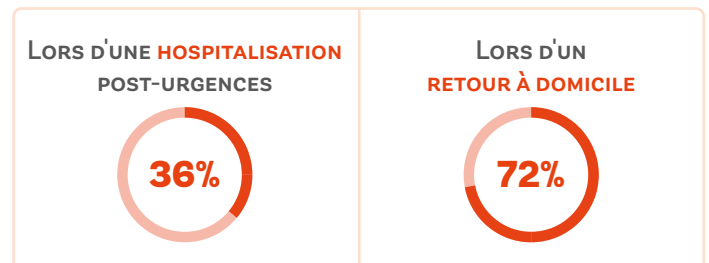 Lors d'une hospitalisation
post-urgences
36%
Lors d'un
retour à domicile
72%